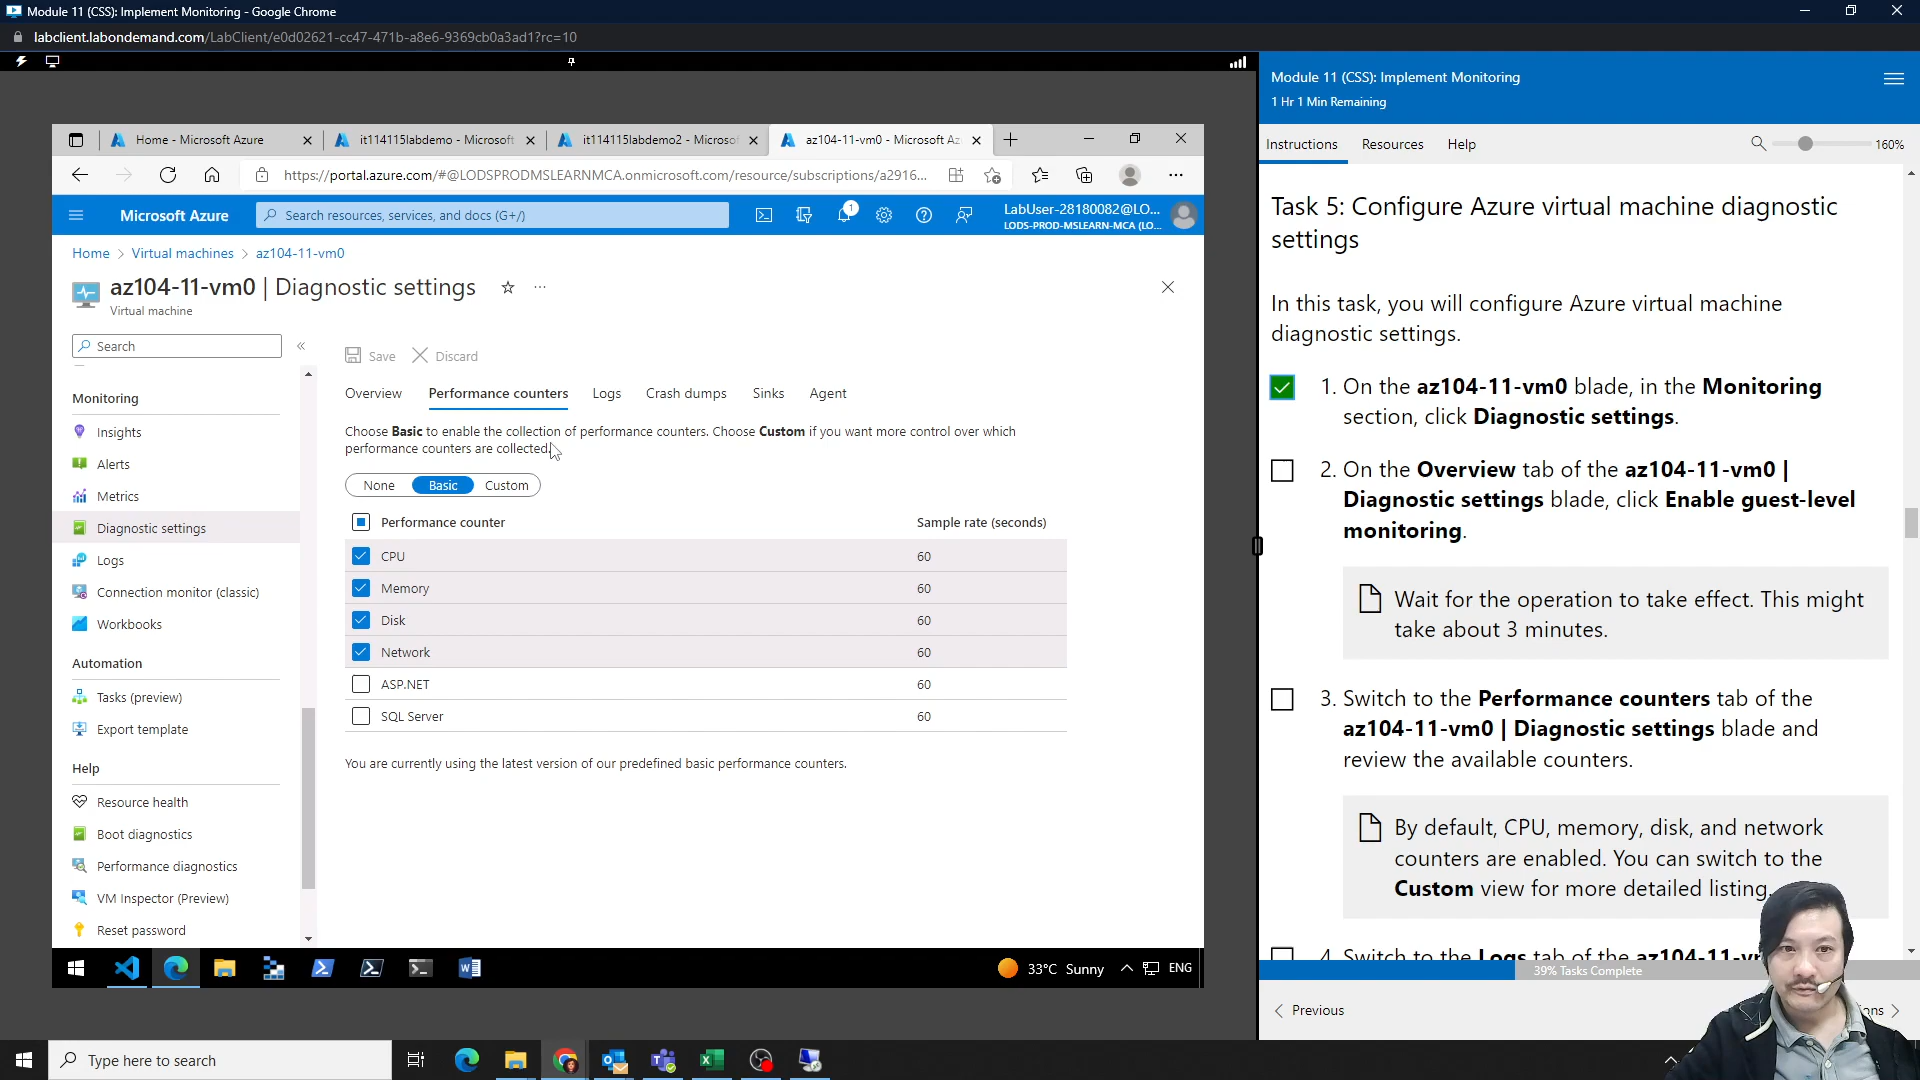 Module 11 (CSS): Implement Monitoring - Google Chrome
labclient.labondemand.com/LabClient/e0d02621-cc47-471b-a8e6-9369cb0a3ad1?rc=10
Home - Microsoft Azure
it114115labdemo - Microsoft
it114115labdemo2 - Microsof
az104-11-vm0 - Microsoft Az
https://portal.azure.com/#@LODSPRODMSLEARNMCA.onmicrosoft.com/resource/subscriptions/a2916...
Microsoft Azure
Search resources, services, and docs (G+/)
1
LabUser-28180082@LO...
LODS-PROD-MSLEARN-MCA (LO...
Home > Virtual machines > az104-11-vm0
az104-11-vm0 | Diagnostic settings
Virtual machine
Search
Monitoring
Insights
Alerts
Metrics
Diagnostic settings
Logs
Connection monitor (classic)
Workbooks
Automation
Tasks (preview)
Export template
Help
Resource health
Boot diagnostics
Performance diagnostics
VM Inspector (Preview)
Reset password
Save
Discard
Overview
Performance counters
Logs
Crash dumps
Sinks
Agent
Choose Basic to enable the collection of performance counters. Choose Custom if you want more control over which
performance counters are collected.
None
Basic
Custom
Performance counter
Sample rate (seconds)
CPU 60
Memory 60
Disk 60
Network 60
ASP.NET 60
SQL Server 60
You are currently using the latest version of our predefined basic performance counters.
33°C Sunny
ENG
Module 11 (CSS): Implement Monitoring
1 Hr 1 Min Remaining
Instructions
Resources
Help
160%
Task 5: Configure Azure virtual machine diagnostic
settings
In this task, you will configure Azure virtual machine
diagnostic settings.
1. On the az104-11-vm0 blade, in the Monitoring
section, click Diagnostic settings.
2. On the Overview tab of the az104-11-vm0 |
Diagnostic settings blade, click Enable guest-level
monitoring.
Wait for the operation to take effect. This might
take about 3 minutes.
3. Switch to the Performance counters tab of the
az104-11-vm0 | Diagnostic settings blade and
review the available counters.
By default, CPU, memory, disk, and network
counters are enabled. You can switch to the
Custom view for more detailed listing.
4. Switch to the Logs tab of the az104-11-v
39% Tasks Complete
Previous
ons
Type here to search